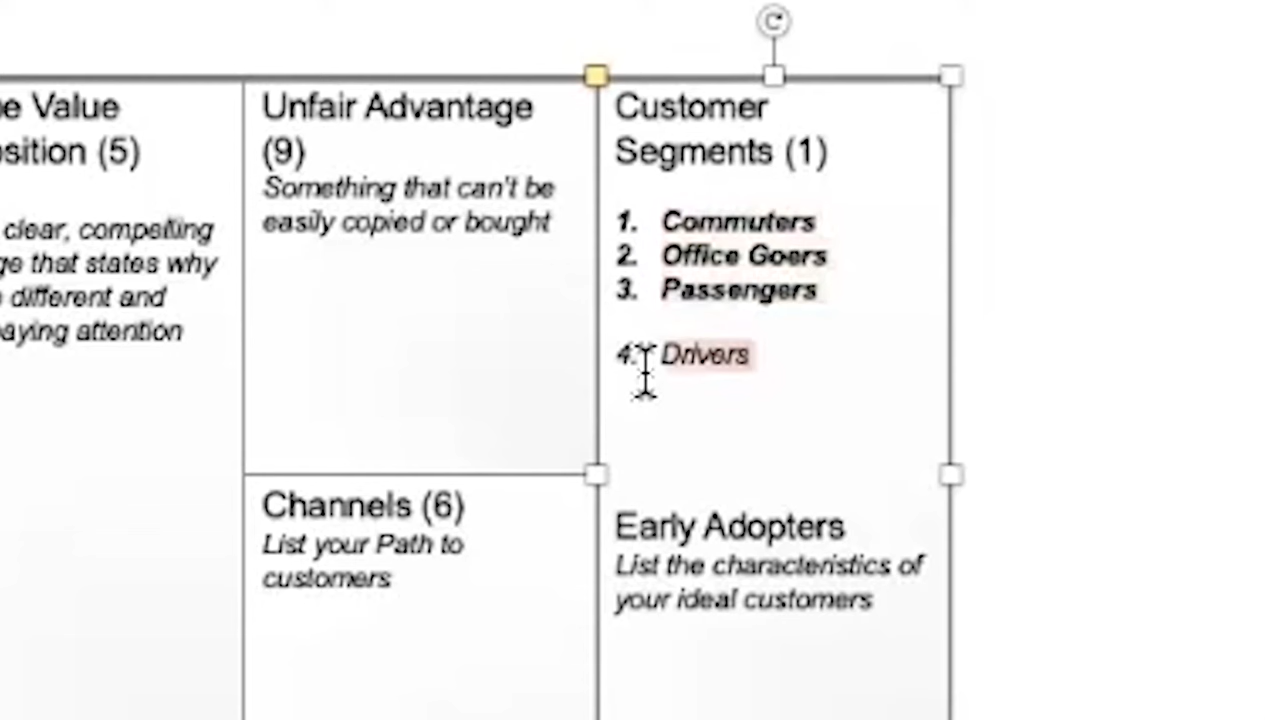 e Value
sition (5)
clear, compelling
ge that states why
different and
aying attention
Unfair Advantage
(9)
Something that can't be
easily copied or bought
Channels (6)
List your Path to
customers
Customer
Segments (1)
1. Commuters
2. Office Goers
3. Passengers
4. Drivers
Early Adopters
List the characteristics of
your ideal customers